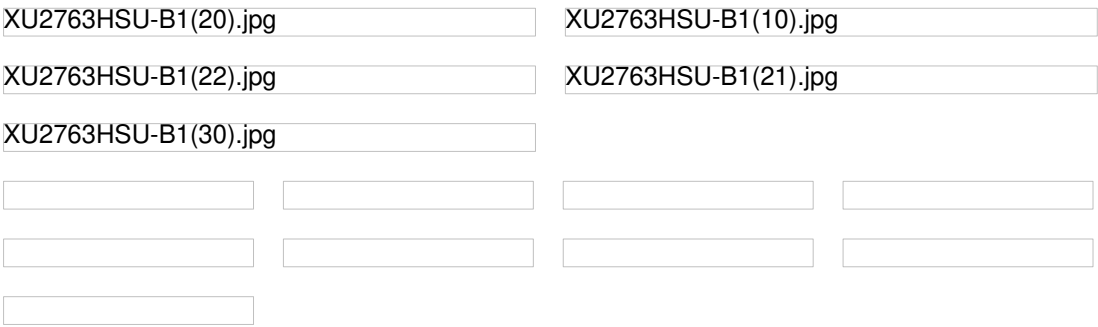 XU2763HSU-B1(20).jpg
XU2763HSU-B1(10).jpg
XU2763HSU-B1(22).jpg
XU2763HSU-B1(21).jpg
XU2763HSU-B1(30).jpg